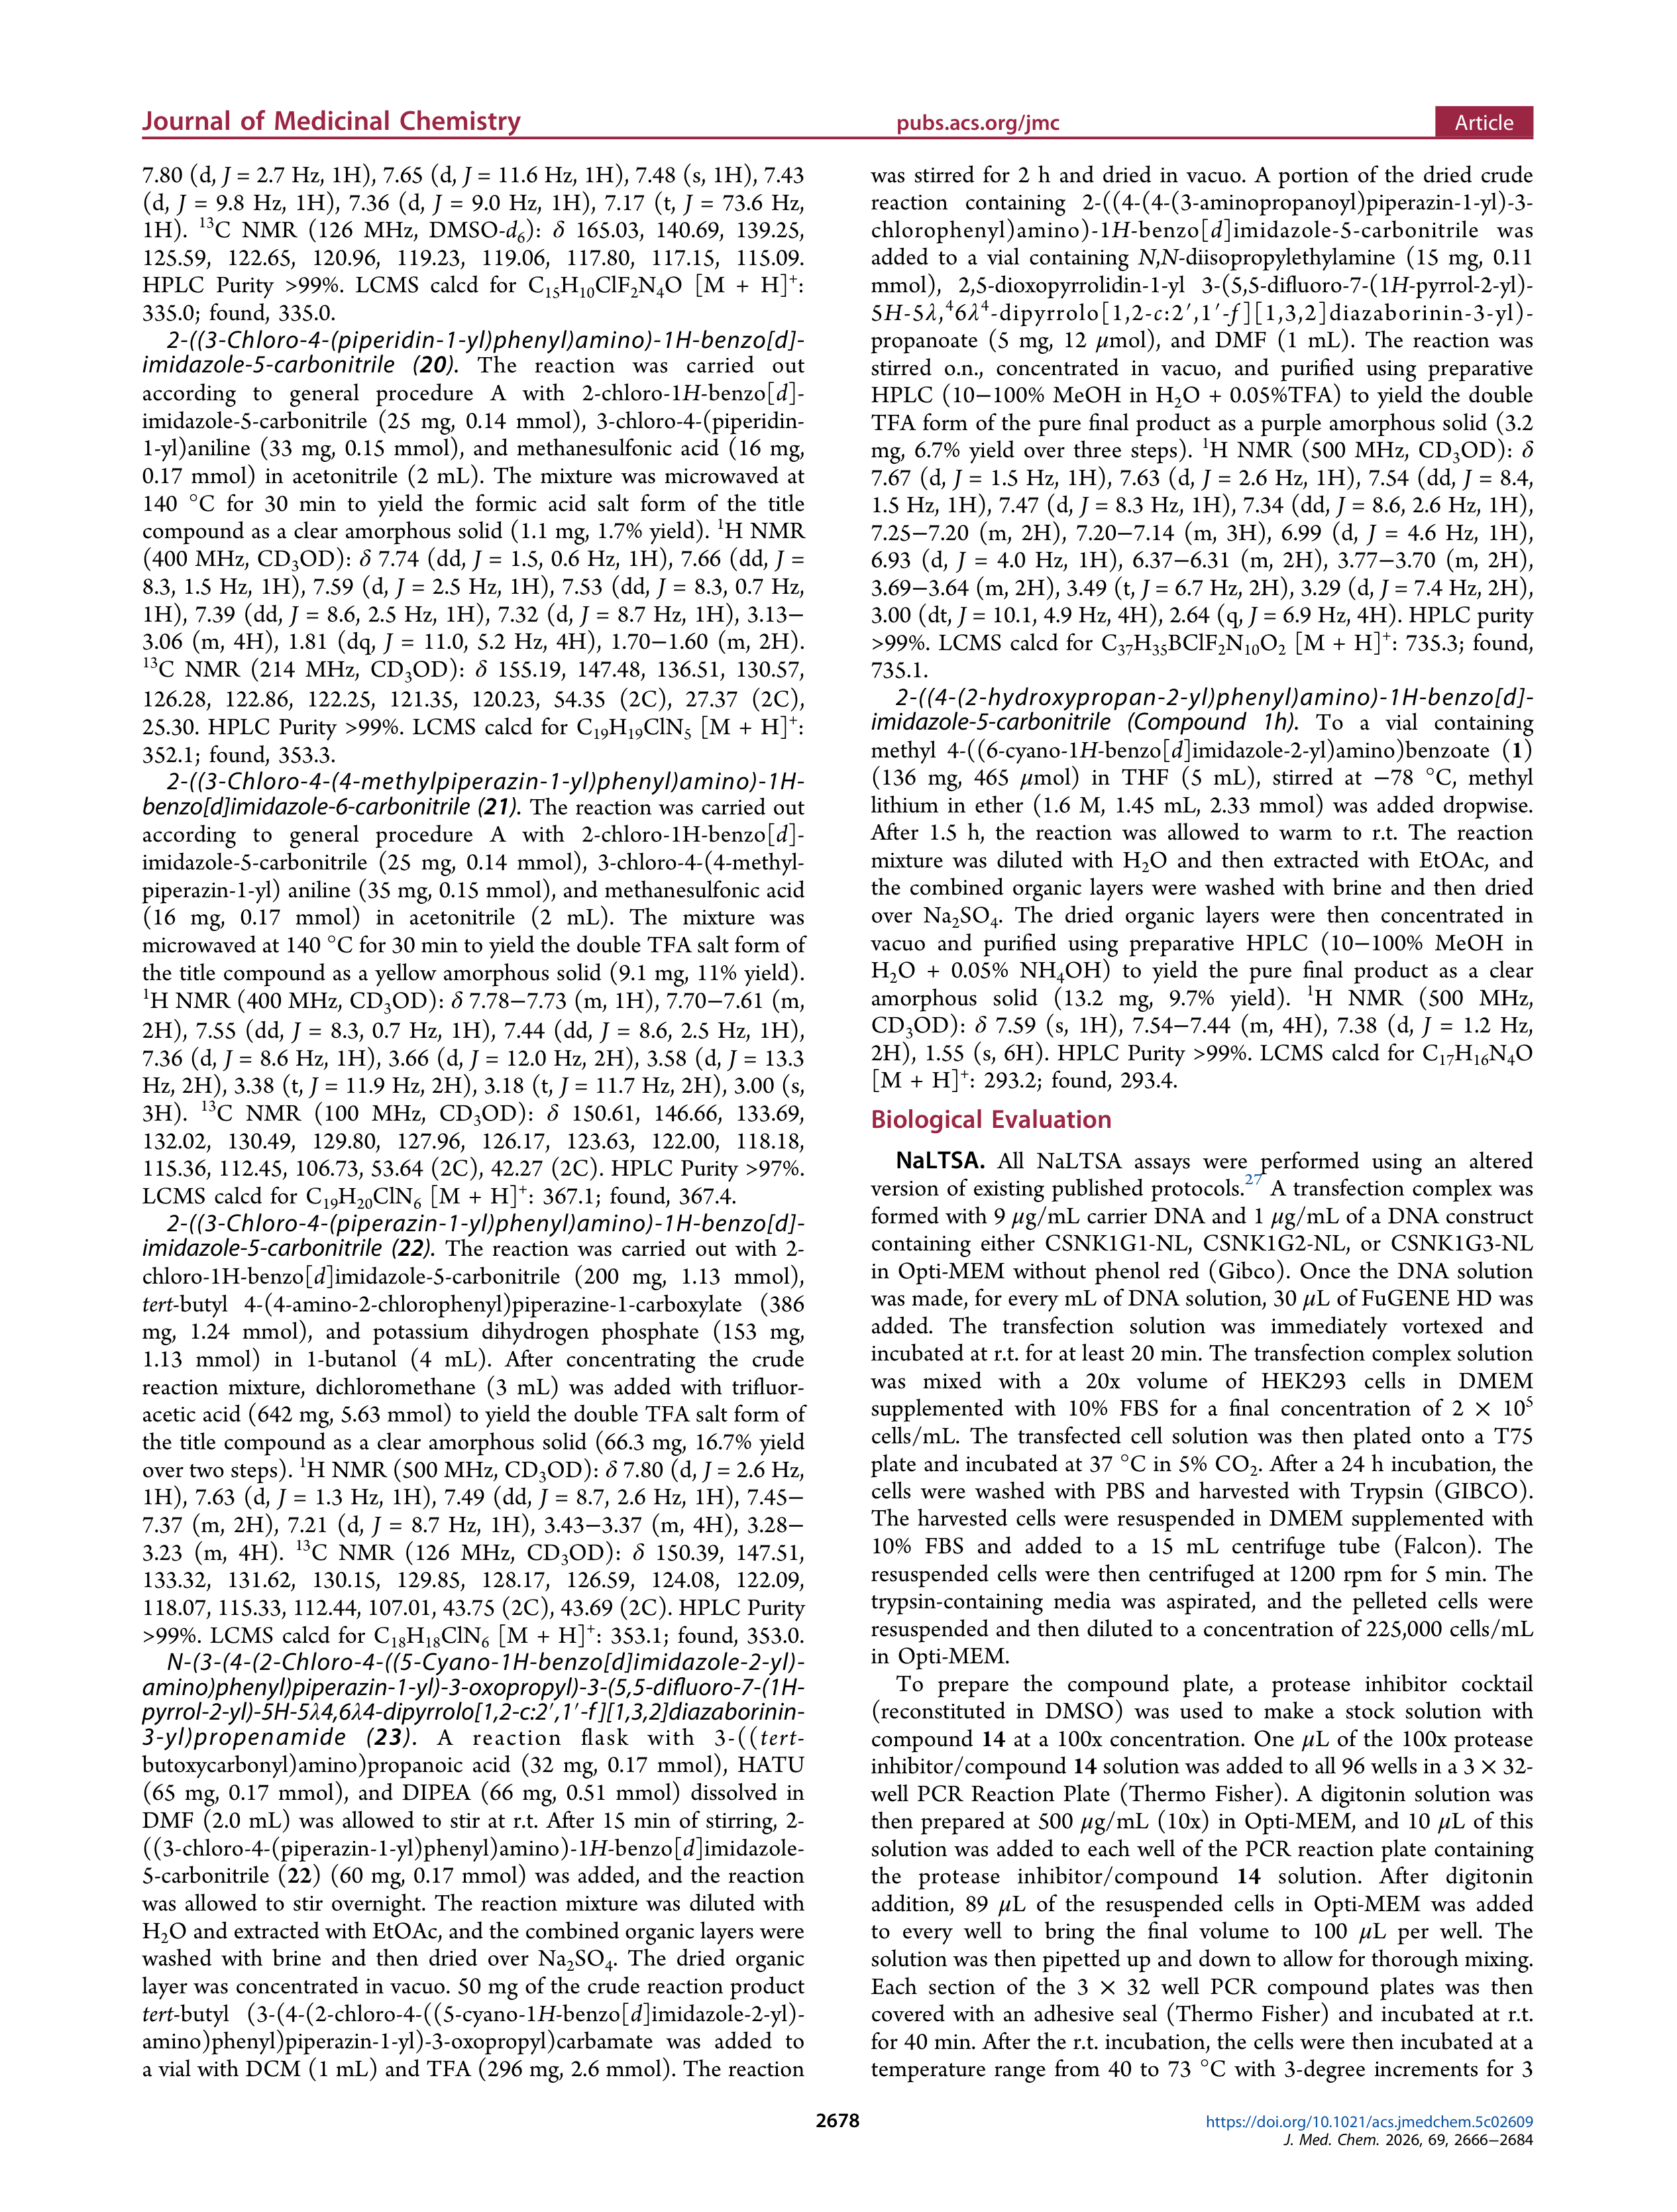 Journal of Medicinal Chemistry
pubs.acs.org/jmc
Article
7.80 (d, J = 2.7 Hz, 1H), 7.65 (d, J = 11.6 Hz, 1H), 7.48 (s, 1H), 7.43
(d, J = 9.8 Hz, 1H), 7.36 (d, J = 9.0 Hz, 1H), 7.17 (t, J = 73.6 Hz,
1H). ¹³C NMR (126 MHz, DMSO-d₆): δ 165.03, 140.69, 139.25,
125.59, 122.65, 120.96, 119.23, 119.06, 117.80, 117.15, 115.09.
HPLC Purity >99%. LCMS calcd for C₁₅H₁₀ClF₂N₄O [M + H]⁺:
335.0; found, 335.0.
2-((3-Chloro-4-(piperidin-1-yl)phenyl)amino)-1H-benzo[d]-
imidazole-5-carbonitrile (20). The reaction was carried out
according to general procedure A with 2-chloro-1H-benzo[d]-
imidazole-5-carbonitrile (25 mg, 0.14 mmol), 3-chloro-4-(piperidin-
1-yl)aniline (33 mg, 0.15 mmol), and methanesulfonic acid (16 mg,
0.17 mmol) in acetonitrile (2 mL). The mixture was microwaved at
140 °C for 30 min to yield the formic acid salt form of the title
compound as a clear amorphous solid (1.1 mg, 1.7% yield). ¹H NMR
(400 MHz, CD₃OD): δ 7.74 (dd, J = 1.5, 0.6 Hz, 1H), 7.66 (dd, J =
8.3, 1.5 Hz, 1H), 7.59 (d, J = 2.5 Hz, 1H), 7.53 (dd, J = 8.3, 0.7 Hz,
1H), 7.39 (dd, J = 8.6, 2.5 Hz, 1H), 7.32 (d, J = 8.7 Hz, 1H), 3.13−
3.06 (m, 4H), 1.81 (dq, J = 11.0, 5.2 Hz, 4H), 1.70−1.60 (m, 2H).
¹³C NMR (214 MHz, CD₃OD): δ 155.19, 147.48, 136.51, 130.57,
126.28, 122.86, 122.25, 121.35, 120.23, 54.35 (2C), 27.37 (2C),
25.30. HPLC Purity >99%. LCMS calcd for C₁₉H₁₉ClN₅ [M + H]⁺:
352.1; found, 353.3.
2-((3-Chloro-4-(4-methylpiperazin-1-yl)phenyl)amino)-1H-
benzo[d]imidazole-6-carbonitrile (21). The reaction was carried out
according to general procedure A with 2-chloro-1H-benzo[d]-
imidazole-5-carbonitrile (25 mg, 0.14 mmol), 3-chloro-4-(4-methyl-
piperazin-1-yl) aniline (35 mg, 0.15 mmol), and methanesulfonic acid
(16 mg, 0.17 mmol) in acetonitrile (2 mL). The mixture was
microwaved at 140 °C for 30 min to yield the double TFA salt form of
the title compound as a yellow amorphous solid (9.1 mg, 11% yield).
¹H NMR (400 MHz, CD₃OD): δ 7.78−7.73 (m, 1H), 7.70−7.61 (m,
2H), 7.55 (dd, J = 8.3, 0.7 Hz, 1H), 7.44 (dd, J = 8.6, 2.5 Hz, 1H),
7.36 (d, J = 8.6 Hz, 1H), 3.66 (d, J = 12.0 Hz, 2H), 3.58 (d, J = 13.3
Hz, 2H), 3.38 (t, J = 11.9 Hz, 2H), 3.18 (t, J = 11.7 Hz, 2H), 3.00 (s,
3H). ¹³C NMR (100 MHz, CD₃OD): δ 150.61, 146.66, 133.69,
132.02, 130.49, 129.80, 127.96, 126.17, 123.63, 122.00, 118.18,
115.36, 112.45, 106.73, 53.64 (2C), 42.27 (2C). HPLC Purity >97%.
LCMS calcd for C₁₉H₂₀ClN₆ [M + H]⁺: 367.1; found, 367.4.
2-((3-Chloro-4-(piperazin-1-yl)phenyl)amino)-1H-benzo[d]-
imidazole-5-carbonitrile (22). The reaction was carried out with 2-
chloro-1H-benzo[d]imidazole-5-carbonitrile (200 mg, 1.13 mmol),
tert-butyl 4-(4-amino-2-chlorophenyl)piperazine-1-carboxylate (386
mg, 1.24 mmol), and potassium dihydrogen phosphate (153 mg,
1.13 mmol) in 1-butanol (4 mL). After concentrating the crude
reaction mixture, dichloromethane (3 mL) was added with trifluor-
acetic acid (642 mg, 5.63 mmol) to yield the double TFA salt form of
the title compound as a clear amorphous solid (66.3 mg, 16.7% yield
over two steps). ¹H NMR (500 MHz, CD₃OD): δ 7.80 (d, J = 2.6 Hz,
1H), 7.63 (d, J = 1.3 Hz, 1H), 7.49 (dd, J = 8.7, 2.6 Hz, 1H), 7.45−
7.37 (m, 2H), 7.21 (d, J = 8.7 Hz, 1H), 3.43−3.37 (m, 4H), 3.28−
3.23 (m, 4H). ¹³C NMR (126 MHz, CD₃OD): δ 150.39, 147.51,
133.32, 131.62, 130.15, 129.85, 128.17, 126.59, 124.08, 122.09,
118.07, 115.33, 112.44, 107.01, 43.75 (2C), 43.69 (2C). HPLC Purity
>99%. LCMS calcd for C₁₈H₁₈ClN₆ [M + H]⁺: 353.1; found, 353.0.
N-(3-(4-(2-Chloro-4-((5-Cyano-1H-benzo[d]imidazole-2-yl)-
amino)phenyl)piperazin-1-yl)-3-oxopropyl)-3-(5,5-difluoro-7-(1H-
pyrrol-2-yl)-5H-5λ4,6λ4-dipyrrolo[1,2-c:2′,1′-f][1,3,2]diazaborinin-
3-yl)propenamide (23). A reaction flask with 3-((tert-
butoxycarbonyl)amino)propanoic acid (32 mg, 0.17 mmol), HATU
(65 mg, 0.17 mmol), and DIPEA (66 mg, 0.51 mmol) dissolved in
DMF (2.0 mL) was allowed to stir at r.t. After 15 min of stirring, 2-
((3-chloro-4-(piperazin-1-yl)phenyl)amino)-1H-benzo[d]imidazole-
5-carbonitrile (22) (60 mg, 0.17 mmol) was added, and the reaction
was allowed to stir overnight. The reaction mixture was diluted with
H₂O and extracted with EtOAc, and the combined organic layers were
washed with brine and then dried over Na₂SO₄. The dried organic
layer was concentrated in vacuo. 50 mg of the crude reaction product
tert-butyl (3-(4-(2-chloro-4-((5-cyano-1H-benzo[d]imidazole-2-yl)-
amino)phenyl)piperazin-1-yl)-3-oxopropyl)carbamate was added to
a vial with DCM (1 mL) and TFA (296 mg, 2.6 mmol). The reaction
was stirred for 2 h and dried in vacuo. A portion of the dried crude
reaction containing 2-((4-(4-(3-aminopropanoyl)piperazin-1-yl)-3-
chlorophenyl)amino)-1H-benzo[d]imidazole-5-carbonitrile was
added to a vial containing N,N-diisopropylethylamine (15 mg, 0.11
mmol), 2,5-dioxopyrrolidin-1-yl 3-(5,5-difluoro-7-(1H-pyrrol-2-yl)-
5H-5λ,⁴6λ⁴-dipyrrolo[1,2-c:2′,1′-f][1,3,2]diazaborinin-3-yl)-
propanoate (5 mg, 12 μmol), and DMF (1 mL). The reaction was
stirred o.n., concentrated in vacuo, and purified using preparative
HPLC (10−100% MeOH in H₂O + 0.05%TFA) to yield the double
TFA form of the pure final product as a purple amorphous solid (3.2
mg, 6.7% yield over three steps). ¹H NMR (500 MHz, CD₃OD): δ
7.67 (d, J = 1.5 Hz, 1H), 7.63 (d, J = 2.6 Hz, 1H), 7.54 (dd, J = 8.4,
1.5 Hz, 1H), 7.47 (d, J = 8.3 Hz, 1H), 7.34 (dd, J = 8.6, 2.6 Hz, 1H),
7.25−7.20 (m, 2H), 7.20−7.14 (m, 3H), 6.99 (d, J = 4.6 Hz, 1H),
6.93 (d, J = 4.0 Hz, 1H), 6.37−6.31 (m, 2H), 3.77−3.70 (m, 2H),
3.69−3.64 (m, 2H), 3.49 (t, J = 6.7 Hz, 2H), 3.29 (d, J = 7.4 Hz, 2H),
3.00 (dt, J = 10.1, 4.9 Hz, 4H), 2.64 (q, J = 6.9 Hz, 4H). HPLC purity
>99%. LCMS calcd for C₃₇H₃₅BClF₂N₁₀O₂ [M + H]⁺: 735.3; found,
735.1.
2-((4-(2-hydroxypropan-2-yl)phenyl)amino)-1H-benzo[d]-
imidazole-5-carbonitrile (Compound 1h). To a vial containing
methyl 4-((6-cyano-1H-benzo[d]imidazole-2-yl)amino)benzoate (1)
(136 mg, 465 μmol) in THF (5 mL), stirred at −78 °C, methyl
lithium in ether (1.6 M, 1.45 mL, 2.33 mmol) was added dropwise.
After 1.5 h, the reaction was allowed to warm to r.t. The reaction
mixture was diluted with H₂O and then extracted with EtOAc, and
the combined organic layers were washed with brine and then dried
over Na₂SO₄. The dried organic layers were then concentrated in
vacuo and purified using preparative HPLC (10−100% MeOH in
H₂O + 0.05% NH₄OH) to yield the pure final product as a clear
amorphous solid (13.2 mg, 9.7% yield). ¹H NMR (500 MHz,
CD₃OD): δ 7.59 (s, 1H), 7.54−7.44 (m, 4H), 7.38 (d, J = 1.2 Hz,
2H), 1.55 (s, 6H). HPLC Purity >99%. LCMS calcd for C₁₇H₁₆N₄O
[M + H]⁺: 293.2; found, 293.4.
Biological Evaluation
NaLTSA. All NaLTSA assays were performed using an altered
version of existing published protocols.²⁷ A transfection complex was
formed with 9 μg/mL carrier DNA and 1 μg/mL of a DNA construct
containing either CSNK1G1-NL, CSNK1G2-NL, or CSNK1G3-NL
in Opti-MEM without phenol red (Gibco). Once the DNA solution
was made, for every mL of DNA solution, 30 μL of FuGENE HD was
added. The transfection solution was immediately vortexed and
incubated at r.t. for at least 20 min. The transfection complex solution
was mixed with a 20x volume of HEK293 cells in DMEM
supplemented with 10% FBS for a final concentration of 2 × 10⁵
cells/mL. The transfected cell solution was then plated onto a T75
plate and incubated at 37 °C in 5% CO₂. After a 24 h incubation, the
cells were washed with PBS and harvested with Trypsin (GIBCO).
The harvested cells were resuspended in DMEM supplemented with
10% FBS and added to a 15 mL centrifuge tube (Falcon). The
resuspended cells were then centrifuged at 1200 rpm for 5 min. The
trypsin-containing media was aspirated, and the pelleted cells were
resuspended and then diluted to a concentration of 225,000 cells/mL
in Opti-MEM.
To prepare the compound plate, a protease inhibitor cocktail
(reconstituted in DMSO) was used to make a stock solution with
compound 14 at a 100x concentration. One μL of the 100x protease
inhibitor/compound 14 solution was added to all 96 wells in a 3 × 32-
well PCR Reaction Plate (Thermo Fisher). A digitonin solution was
then prepared at 500 μg/mL (10x) in Opti-MEM, and 10 μL of this
solution was added to each well of the PCR reaction plate containing
the protease inhibitor/compound 14 solution. After digitonin
addition, 89 μL of the resuspended cells in Opti-MEM was added
to every well to bring the final volume to 100 μL per well. The
solution was then pipetted up and down to allow for thorough mixing.
Each section of the 3 × 32 well PCR compound plates was then
covered with an adhesive seal (Thermo Fisher) and incubated at r.t.
for 40 min. After the r.t. incubation, the cells were then incubated at a
temperature range from 40 to 73 °C with 3-degree increments for 3
2678
https://doi.org/10.1021/acs.jmedchem.5c02609
J. Med. Chem. 2026, 69, 2666−2684